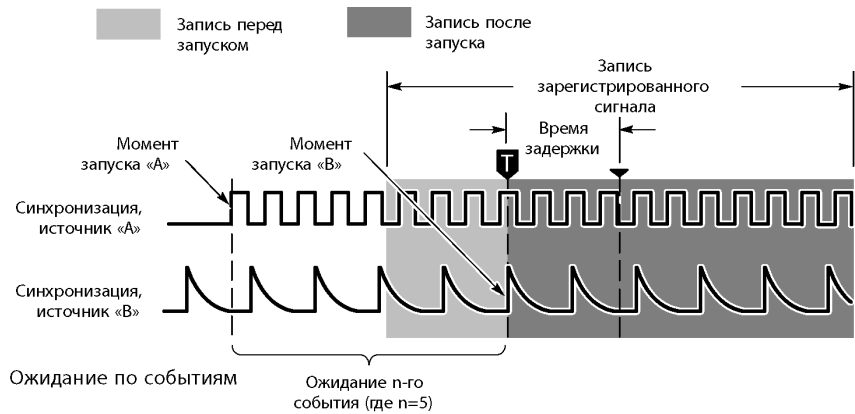 Запись перед
запуском
Запись после
запуска
Запись
зарегистрированного
сигнала
Время
задержки
Момент
запуска «A»
Момент
запуска «B»
T
Синхронизация,
источник «A»
Синхронизация,
источник «B»
Ожидание по событиям
Ожидание n-го
события (где n=5)